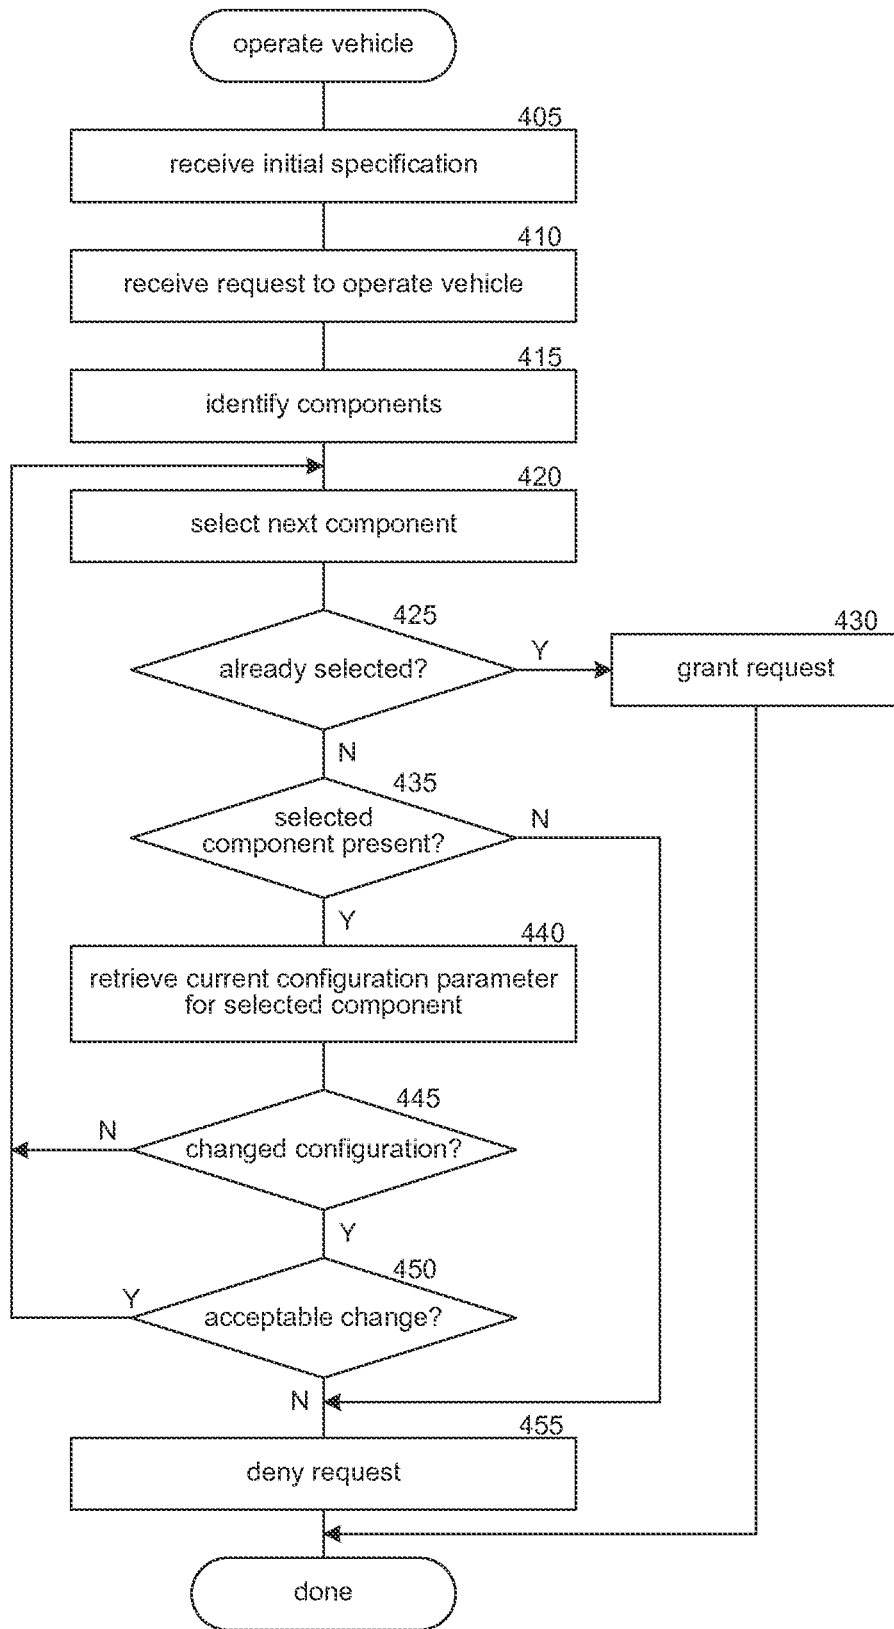 operate vehicle
405
receive initial specification
410
receive request to operate vehicle
415
identify components
420
select next component
425
already selected?
Y
430
grant request
N
435
selected
component present?
N
Y
440
retrieve current configuration parameter
for selected component
445
changed configuration?
N
Y
450
acceptable change?
Y
N
455
deny request
done